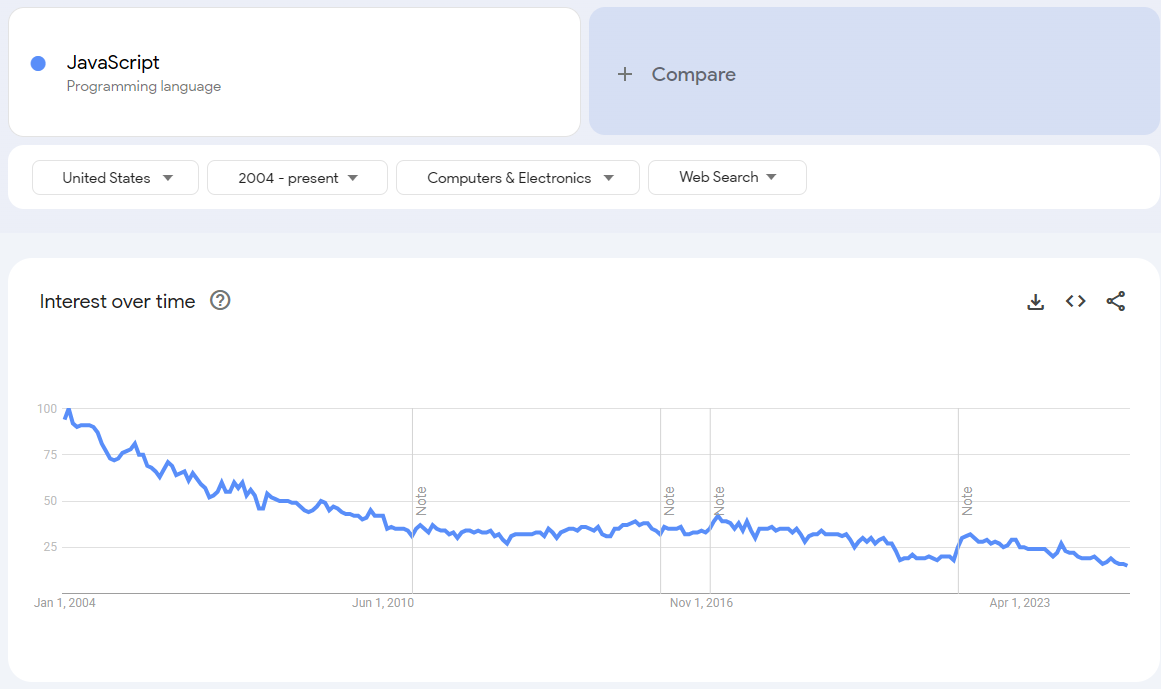 JavaScript
Programming language
+ Compare
United States
2004 - present
Computers & Electronics
Web Search
Interest over time
100
75
50
25
Note
Note
Note
Note
Jan 1, 2004
Jun 1, 2010
Nov 1, 2016
Apr 1, 2023